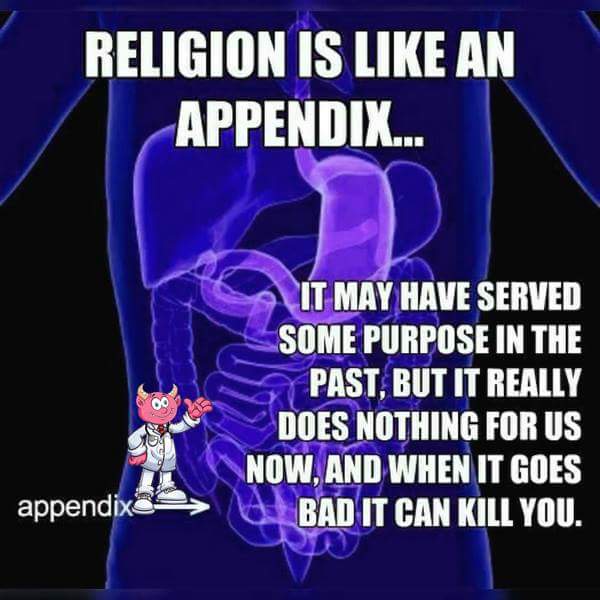 RELIGION IS LIKE AN
APPENDIX...
IT MAY HAVE SERVED
SOME PURPOSE IN THE
PAST, BUT IT REALLY
DOES NOTHING FOR US
NOW, AND WHEN IT GOES
BAD IT CAN KILL YOU.
appendix